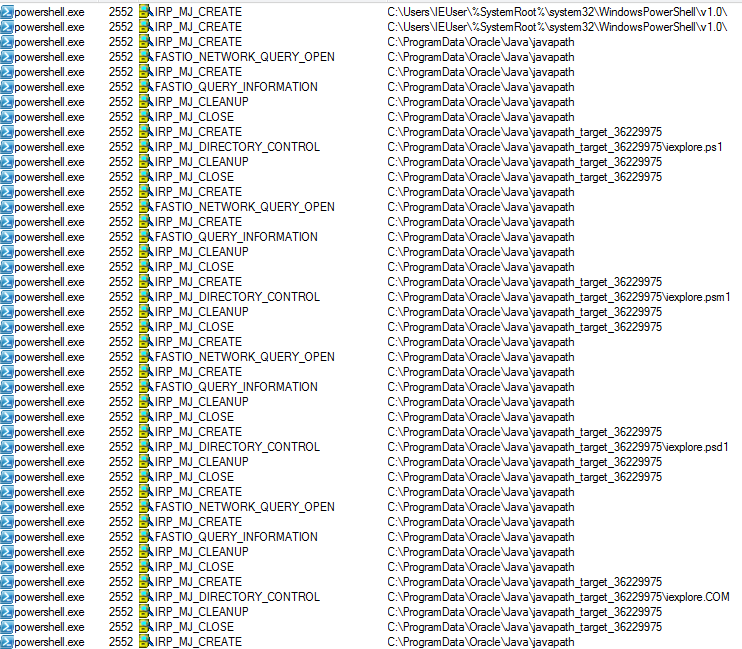 powershell.exe 2552 IRP_MJ_CREATE C:\Users\IEUser\%SystemRoot%\system32\WindowsPowerShell\v1.0\
powershell.exe 2552 IRP_MJ_CREATE C:\Users\IEUser\%SystemRoot%\system32\WindowsPowerShell\v1.0\
powershell.exe 2552 IRP_MJ_CREATE C:\ProgramData\Oracle\Java\javapath
powershell.exe 2552 FASTIO_NETWORK_QUERY_OPEN C:\ProgramData\Oracle\Java\javapath
powershell.exe 2552 IRP_MJ_CREATE C:\ProgramData\Oracle\Java\javapath
powershell.exe 2552 FASTIO_QUERY_INFORMATION C:\ProgramData\Oracle\Java\javapath
powershell.exe 2552 IRP_MJ_CLEANUP C:\ProgramData\Oracle\Java\javapath
powershell.exe 2552 IRP_MJ_CLOSE C:\ProgramData\Oracle\Java\javapath
powershell.exe 2552 IRP_MJ_CREATE C:\ProgramData\Oracle\Java\javapath_target_36229975
powershell.exe 2552 IRP_MJ_DIRECTORY_CONTROL C:\ProgramData\Oracle\Java\javapath_target_36229975\iexplore.ps1
powershell.exe 2552 IRP_MJ_CLEANUP C:\ProgramData\Oracle\Java\javapath_target_36229975
powershell.exe 2552 IRP_MJ_CLOSE C:\ProgramData\Oracle\Java\javapath_target_36229975
powershell.exe 2552 IRP_MJ_CREATE C:\ProgramData\Oracle\Java\javapath
powershell.exe 2552 FASTIO_NETWORK_QUERY_OPEN C:\ProgramData\Oracle\Java\javapath
powershell.exe 2552 IRP_MJ_CREATE C:\ProgramData\Oracle\Java\javapath
powershell.exe 2552 FASTIO_QUERY_INFORMATION C:\ProgramData\Oracle\Java\javapath
powershell.exe 2552 IRP_MJ_CLEANUP C:\ProgramData\Oracle\Java\javapath
powershell.exe 2552 IRP_MJ_CLOSE C:\ProgramData\Oracle\Java\javapath
powershell.exe 2552 IRP_MJ_CREATE C:\ProgramData\Oracle\Java\javapath_target_36229975
powershell.exe 2552 IRP_MJ_DIRECTORY_CONTROL C:\ProgramData\Oracle\Java\javapath_target_36229975\iexplore.psm1
powershell.exe 2552 IRP_MJ_CLEANUP C:\ProgramData\Oracle\Java\javapath_target_36229975
powershell.exe 2552 IRP_MJ_CLOSE C:\ProgramData\Oracle\Java\javapath_target_36229975
powershell.exe 2552 IRP_MJ_CREATE C:\ProgramData\Oracle\Java\javapath
powershell.exe 2552 FASTIO_NETWORK_QUERY_OPEN C:\ProgramData\Oracle\Java\javapath
powershell.exe 2552 IRP_MJ_CREATE C:\ProgramData\Oracle\Java\javapath
powershell.exe 2552 FASTIO_QUERY_INFORMATION C:\ProgramData\Oracle\Java\javapath
powershell.exe 2552 IRP_MJ_CLEANUP C:\ProgramData\Oracle\Java\javapath
powershell.exe 2552 IRP_MJ_CLOSE C:\ProgramData\Oracle\Java\javapath
powershell.exe 2552 IRP_MJ_CREATE C:\ProgramData\Oracle\Java\javapath_target_36229975
powershell.exe 2552 IRP_MJ_DIRECTORY_CONTROL C:\ProgramData\Oracle\Java\javapath_target_36229975\iexplore.psd1
powershell.exe 2552 IRP_MJ_CLEANUP C:\ProgramData\Oracle\Java\javapath_target_36229975
powershell.exe 2552 IRP_MJ_CLOSE C:\ProgramData\Oracle\Java\javapath_target_36229975
powershell.exe 2552 IRP_MJ_CREATE C:\ProgramData\Oracle\Java\javapath
powershell.exe 2552 FASTIO_NETWORK_QUERY_OPEN C:\ProgramData\Oracle\Java\javapath
powershell.exe 2552 IRP_MJ_CREATE C:\ProgramData\Oracle\Java\javapath
powershell.exe 2552 FASTIO_QUERY_INFORMATION C:\ProgramData\Oracle\Java\javapath
powershell.exe 2552 IRP_MJ_CLEANUP C:\ProgramData\Oracle\Java\javapath
powershell.exe 2552 IRP_MJ_CLOSE C:\ProgramData\Oracle\Java\javapath
powershell.exe 2552 IRP_MJ_CREATE C:\ProgramData\Oracle\Java\javapath_target_36229975
powershell.exe 2552 IRP_MJ_DIRECTORY_CONTROL C:\ProgramData\Oracle\Java\javapath_target_36229975\iexplore.COM
powershell.exe 2552 IRP_MJ_CLEANUP C:\ProgramData\Oracle\Java\javapath_target_36229975
powershell.exe 2552 IRP_MJ_CLOSE C:\ProgramData\Oracle\Java\javapath_target_36229975
powershell.exe 2552 IRP_MJ_CREATE C:\ProgramData\Oracle\Java\javapath